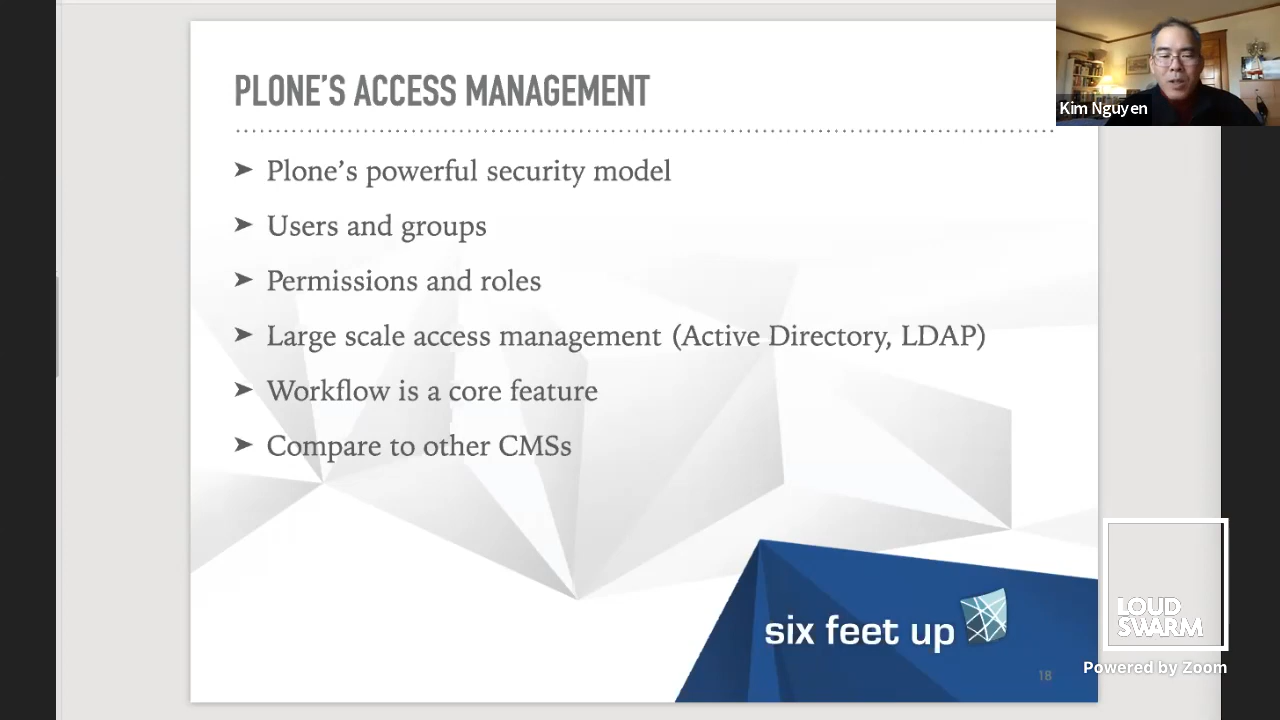 PLONE'S ACCESS MANAGEMENT
Kim Nguyen
➤ Plone's powerful security model
➤ Users and groups
➤ Permissions and roles
➤ Large scale access management (Active Directory, LDAP)
➤ Workflow is a core feature
➤ Compare to other CMSs
six feet up
18
LOUD
SWARM
Powered by Zoom